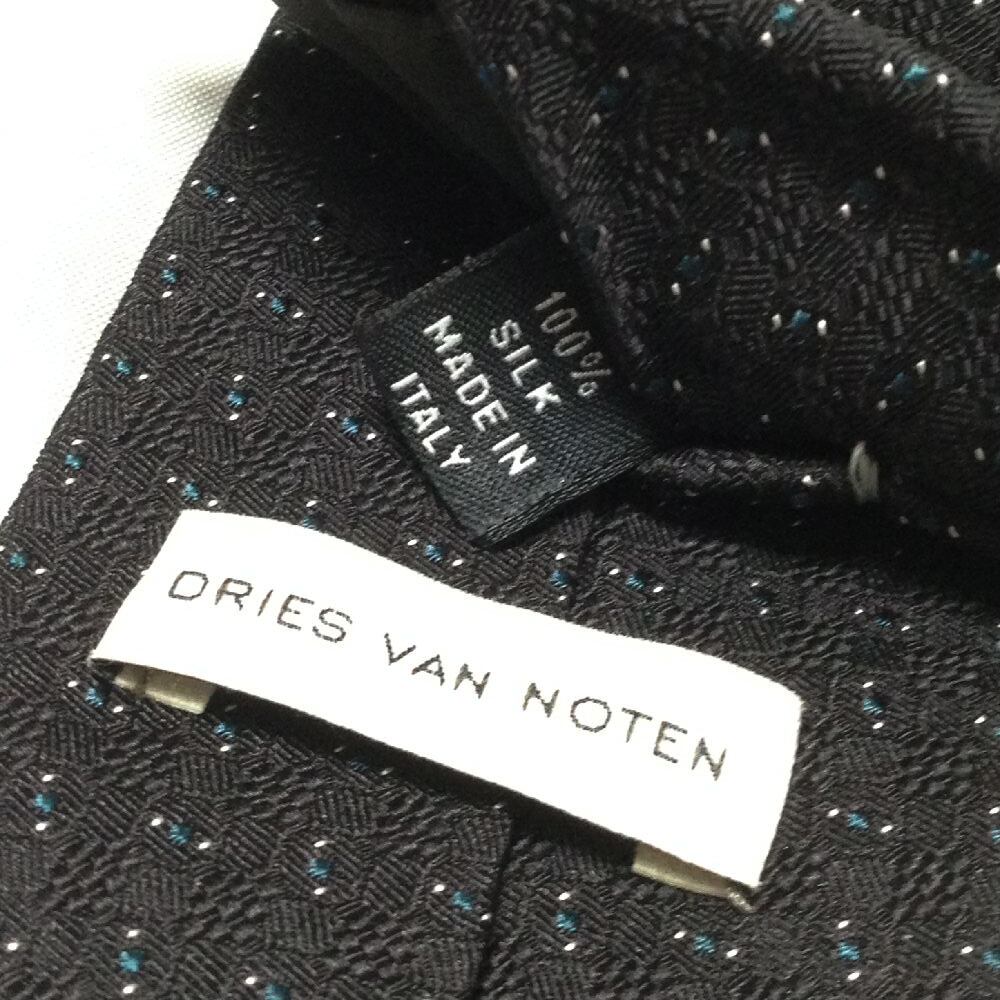 100%
SILK
MADE IN
ITALY
DRIES VAN NOTEN